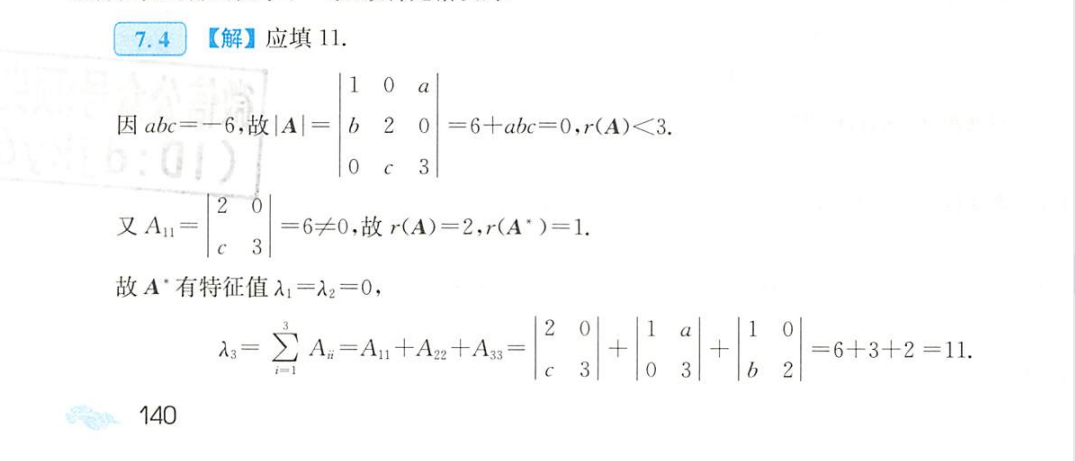 7.4 【解】应填 11.
因 abc=-6,故|A|= |1 0 a; b 2 0; 0 c 3| =6+abc=0,r(A)<3.
又 A₁₁= |2 0; c 3| =6≠0,故 r(A)=2,r(A*)=1.
故 A*有特征值 λ₁=λ₂=0,
λ₃= ∑ᵢ₌₁³ Aᵢᵢ=A₁₁+A₂₂+A₃₃= |2 0; c 3| + |1 a; 0 3| + |1 0; b 2| =6+3+2=11.
140